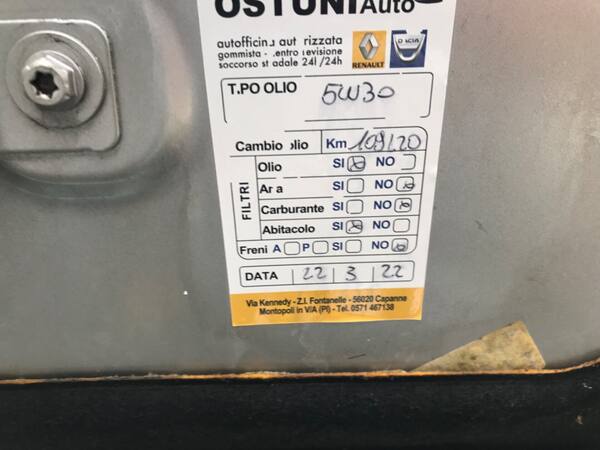 OSTUNI Auto
autofficina aut rizzata
gommista - entro revisione
soccorso st adale 24h /24h
RENAULT
DACIA
T.PO OLIO 5W30
Cambio olio Km
Olio SI NO
FILTRI
Ar a SI NO
Carburante SI NO
Abitacolo SI NO
Freni A P SI NO
DATA 22 3 22
Via Kennedy - Z.I. Fontanelle - 56020 Capanne
Montopoli in V/A (PI) - Tel. 0571 467138